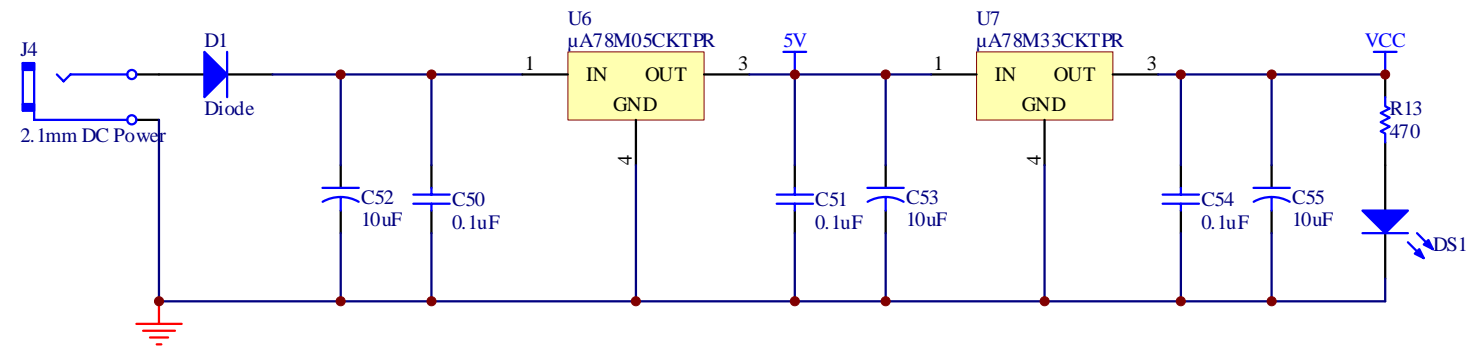 J4
2.1mm DC Power
D1
Diode
C52
10uF
C50
0.1uF
U6
µA78M05CKTPR
1
IN
OUT
3
GND
4
5V
C51
0.1uF
C53
10uF
U7
µA78M33CKTPR
1
IN
OUT
3
GND
4
C54
0.1uF
C55
10uF
VCC
R13
470
DS1